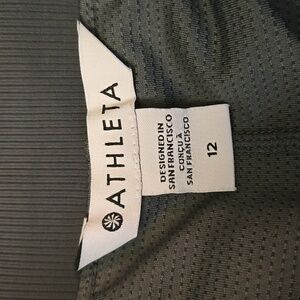 ATHLETA
DESIGNED IN
SAN FRANCISCO
CONÇU À
SAN FRANCISCO
12